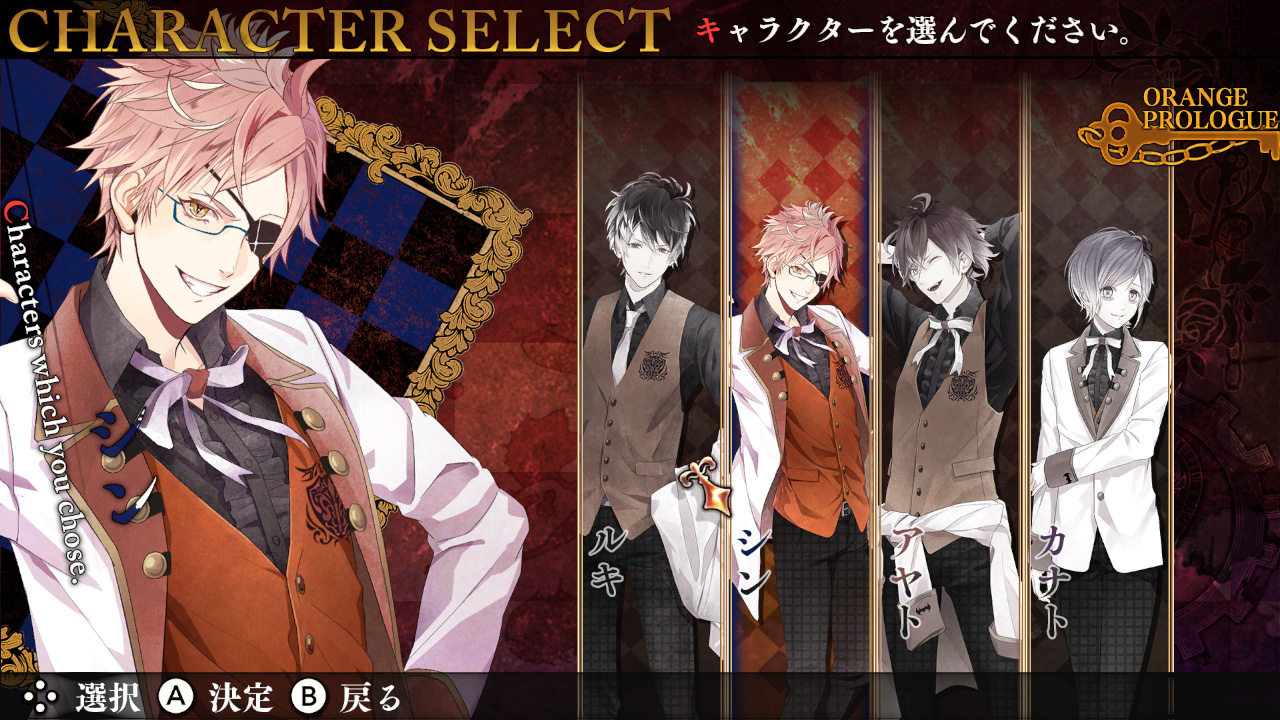 CHARACTER SELECT
キャラクターを選んでください。
ORANGE
PROLOGUE
Characters which you chose.
シン
ルキ
シン
アヤト
カナト
選択 A 決定 B 戻る